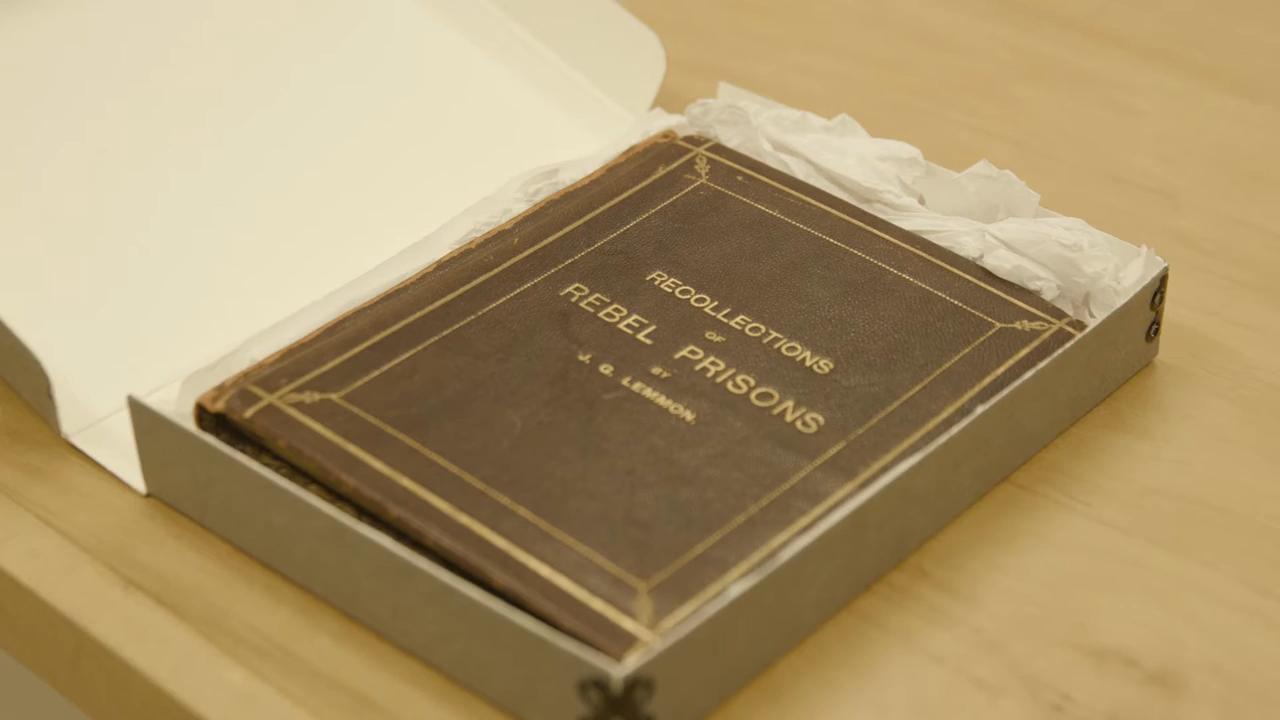 RECOLLECTIONS
OF
REBEL PRISONS
BY
J. G. LEMMON.